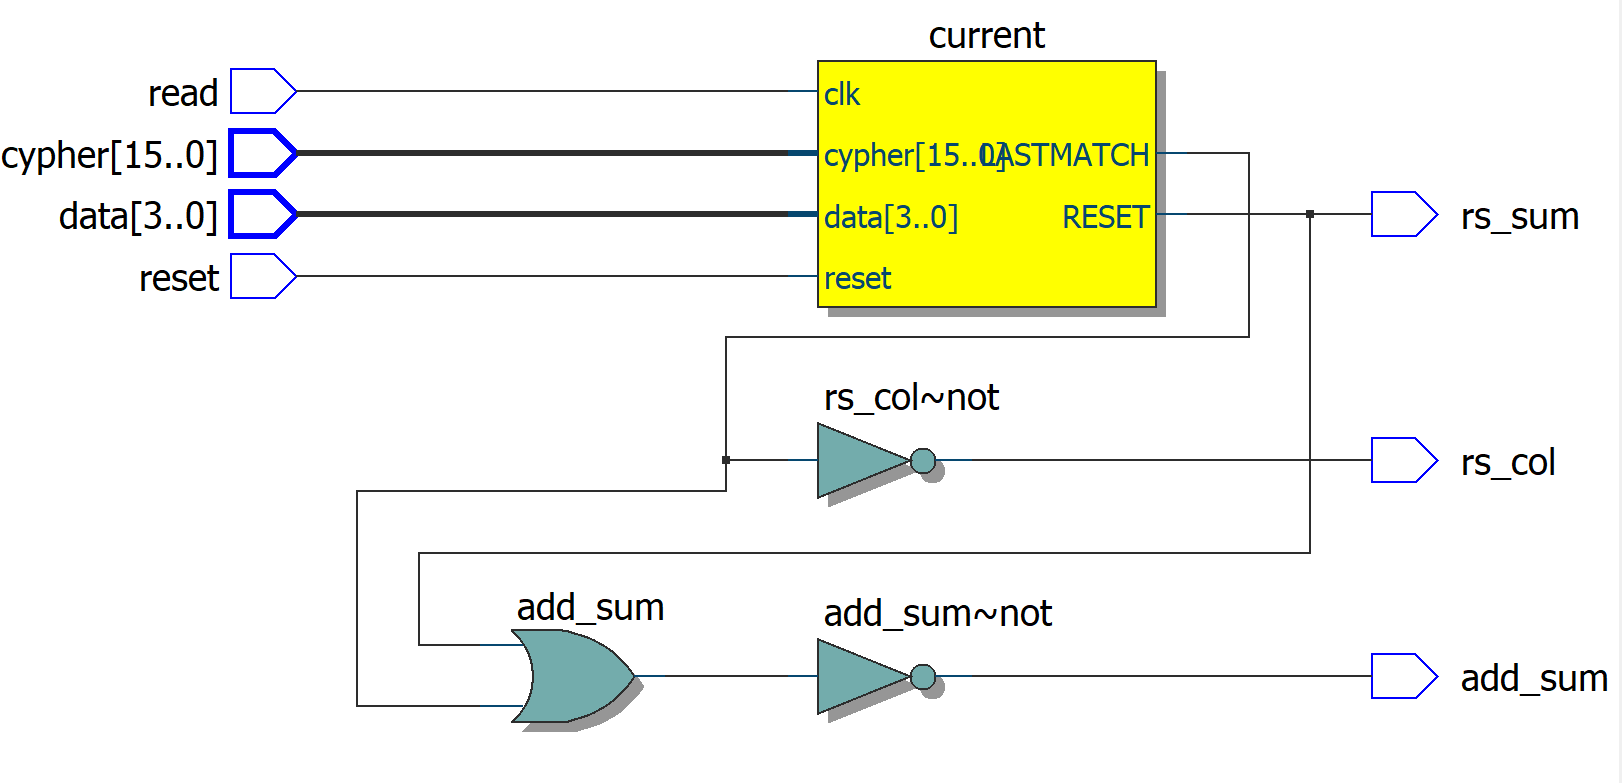 current
read
clk
cypher[15..0]
cypher[15..0]
LASTMATCH
data[3..0]
data[3..0]
RESET
rs_sum
reset
reset
rs_col~not
rs_col
add_sum
add_sum~not
add_sum